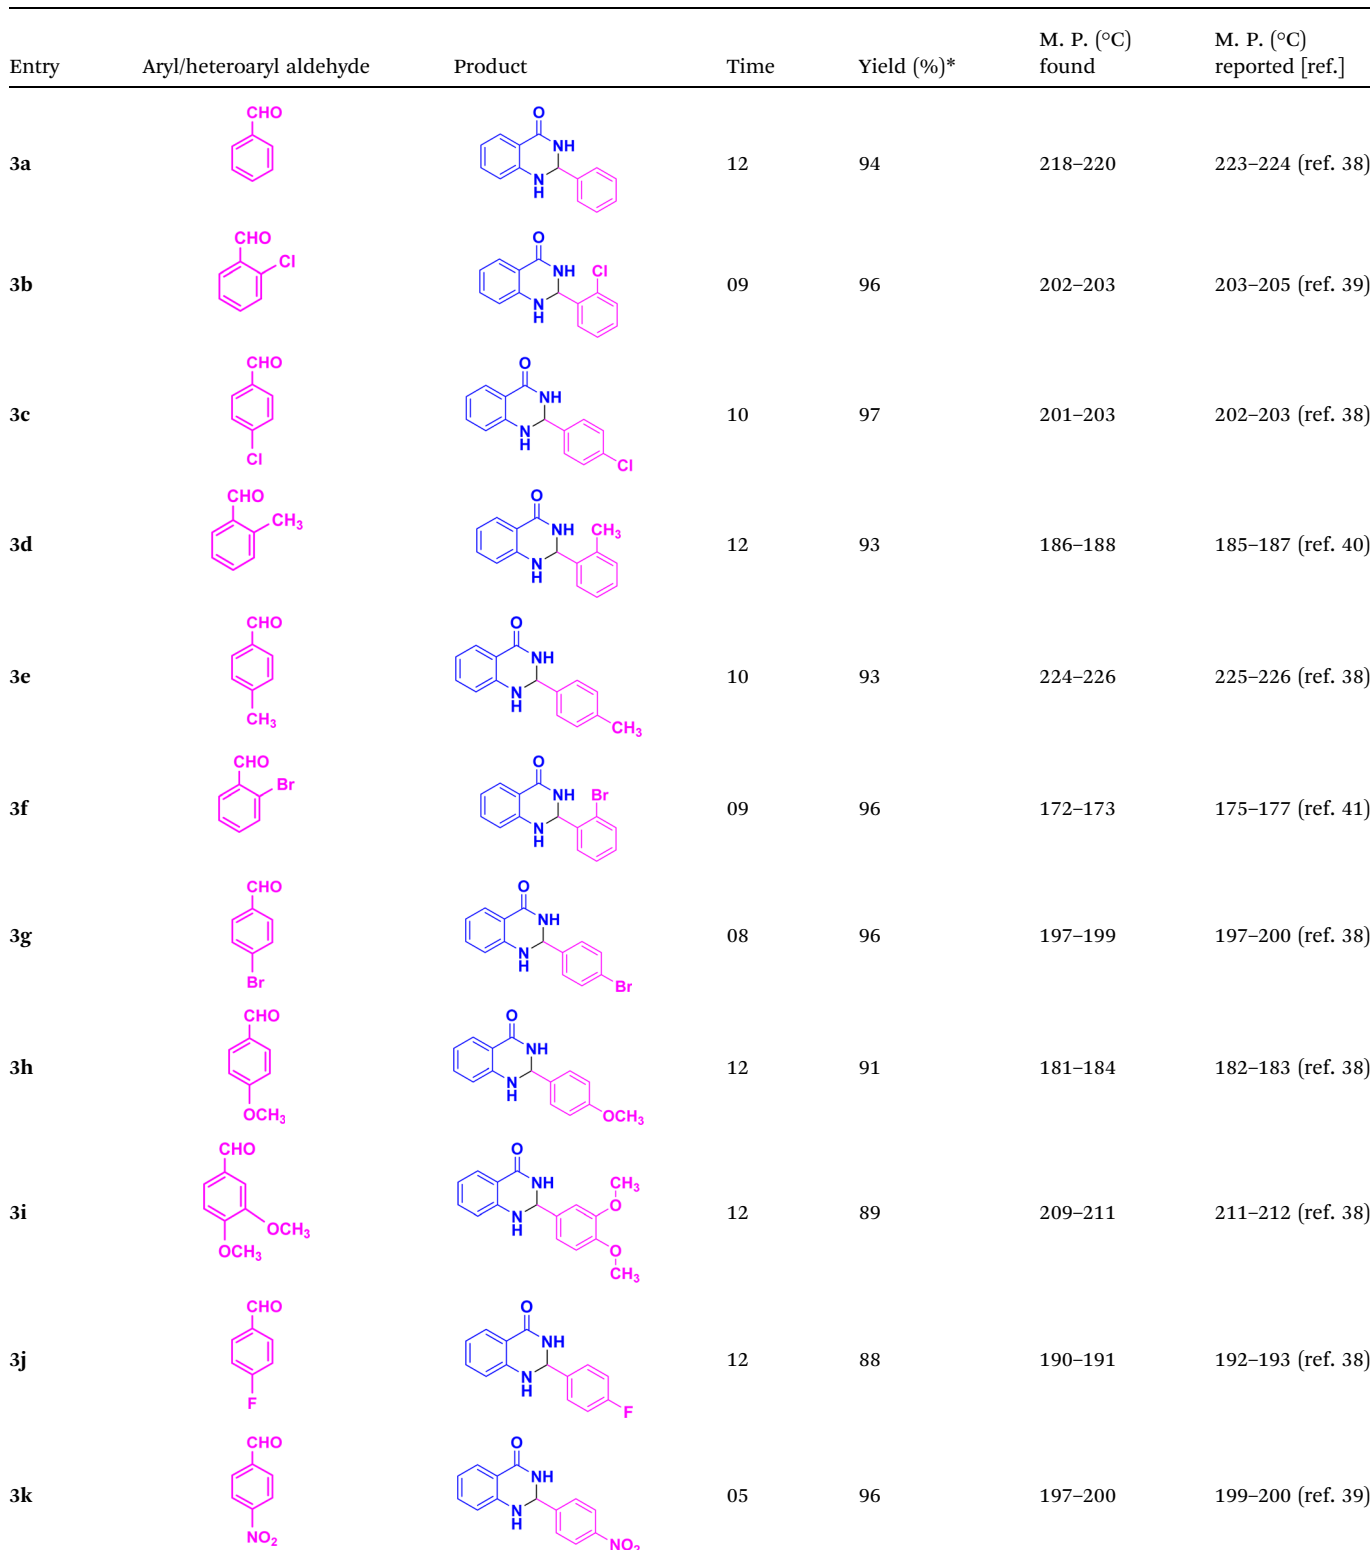 M. P. (°C) M. P. (°C)
Entry Aryl/heteroaryl aldehyde Product Time Yield (%)* found reported [ref.]
CHO O NH N H
3a 12 94 218–220 223–224 (ref. 38)
CHO Cl O NH Cl N H
3b 09 96 202–203 203–205 (ref. 39)
CHO Cl O NH N H Cl
3c 10 97 201–203 202–203 (ref. 38)
CHO CH3 O NH CH3 N H
3d 12 93 186–188 185–187 (ref. 40)
CHO CH3 O NH N H CH3
3e 10 93 224–226 225–226 (ref. 38)
CHO Br O NH Br N H
3f 09 96 172–173 175–177 (ref. 41)
CHO Br O NH N H Br
3g 08 96 197–199 197–200 (ref. 38)
CHO OCH3 O NH N H OCH3
3h 12 91 181–184 182–183 (ref. 38)
CHO OCH3 OCH3 O NH N H CH3 O O CH3
3i 12 89 209–211 211–212 (ref. 38)
CHO F O NH N H F
3j 12 88 190–191 192–193 (ref. 38)
CHO NO2 O NH N H NO2
3k 05 96 197–200 199–200 (ref. 39)